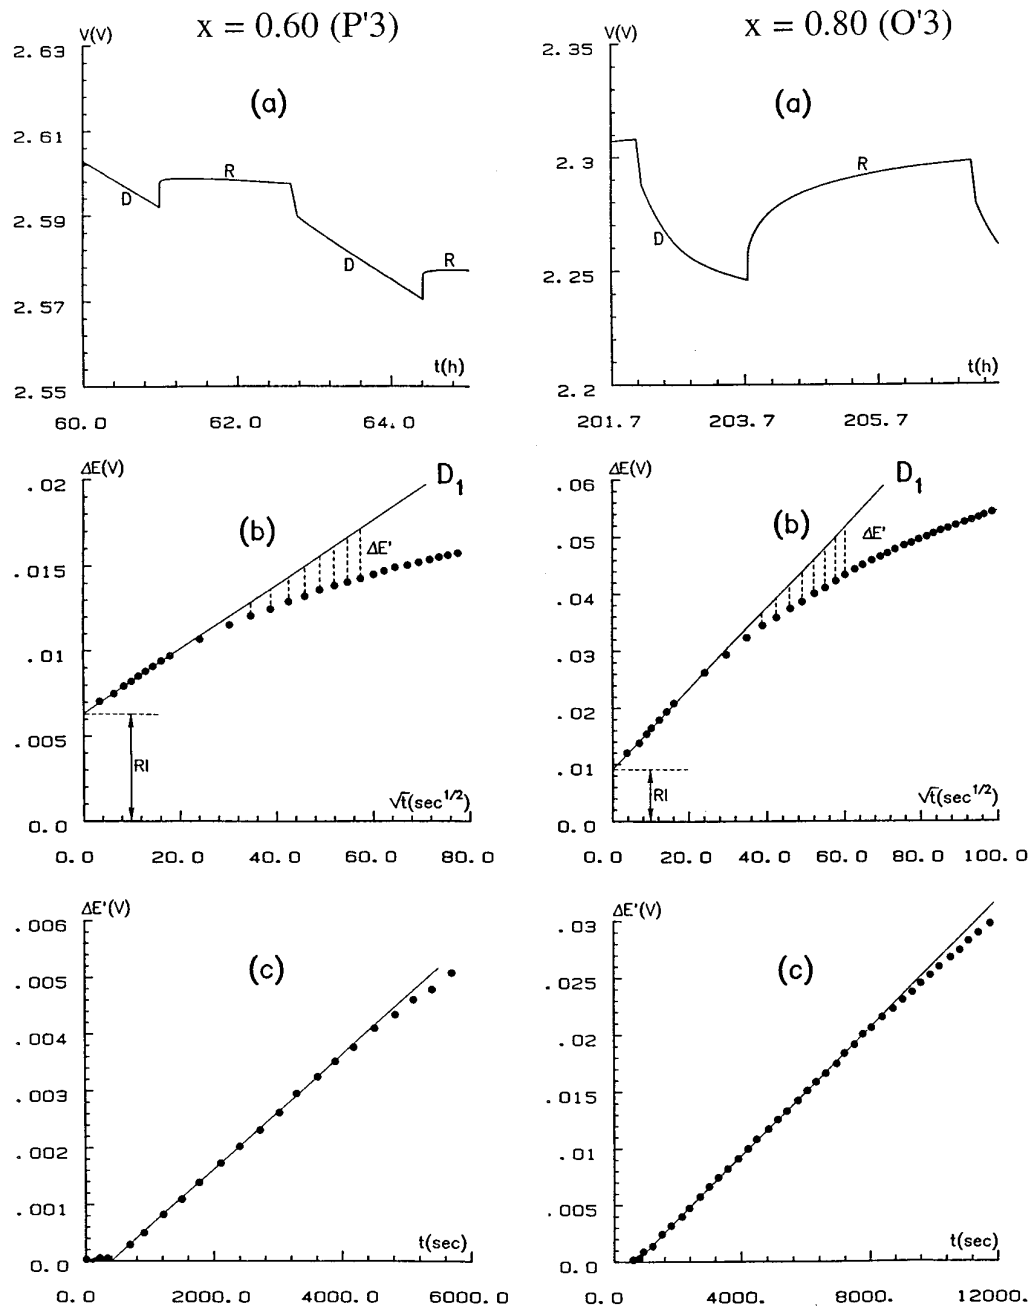 x = 0.60 (P'3)
V(V)
2.63
2.61
2.59
2.57
2.55
(a)
D
R
D
R
t(h)
60.0 62.0 64.0
x = 0.80 (O'3)
V(V)
2.35
2.3
2.25
2.2
(a)
D
R
t(h)
201.7 203.7 205.7
ΔE(V)
.02
.015
.01
.005
0.0
(b)
D1
ΔE'
RI
√t(sec1/2)
0.0 20.0 40.0 60.0 80.0
ΔE(V)
.06
.05
.04
.03
.02
.01
0.0
(b)
D1
ΔE'
RI
√t(sec1/2)
0.0 20.0 40.0 60.0 80.0 100.0
ΔE'(V)
.006
.005
.004
.003
.002
.001
0.0
(c)
t(sec)
0.0 2000.0 4000.0 6000.0
ΔE'(V)
.03
.025
.02
.015
.01
.005
0.0
(c)
t(sec)
0.0 4000. 8000. 12000.